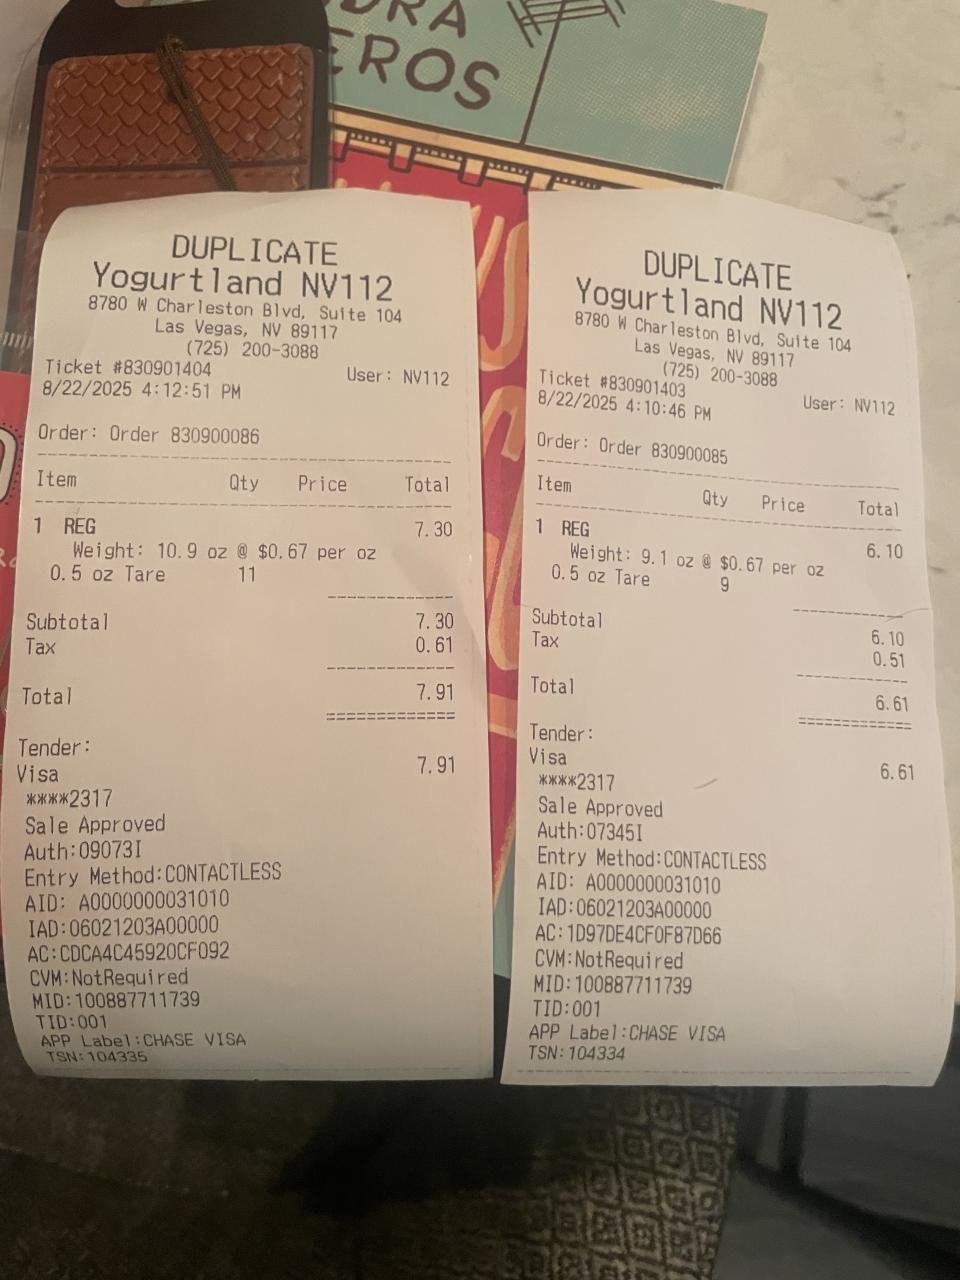 DRA
EROS
DUPLICATE
Yogurtland NV112
8780 W Charleston Blvd, Suite 104
Las Vegas, NV 89117
(725) 200-3088
Ticket #830901404
User: NV112
8/22/2025 4:12:51 PM
Order: Order 830900086
Item Qty Price Total
1 REG 7.30
Weight: 10.9 oz @ $0.67 per oz
0.5 oz Tare 11
Subtotal 7.30
Tax 0.61
Total 7.91
Tender:
Visa 7.91
****2317
Sale Approved
Auth:09073I
Entry Method:CONTACTLESS
AID: A0000000031010
IAD:06021203A00000
AC:CDCA4C45920CF092
CVM:NotRequired
MID:100887711739
TID:001
APP Label:CHASE VISA
TSN:104335
DUPLICATE
Yogurtland NV112
8780 W Charleston Blvd, Suite 104
Las Vegas, NV 89117
(725) 200-3088
Ticket #830901403
User: NV112
8/22/2025 4:10:46 PM
Order: Order 830900085
Item Qty Price Total
1 REG 6.10
Weight: 9.1 oz @ $0.67 per oz
0.5 oz Tare 9
Subtotal 6.10
Tax 0.51
Total 6.61
Tender:
Visa 6.61
****2317
Sale Approved
Auth:07345I
Entry Method:CONTACTLESS
AID: A0000000031010
IAD:06021203A00000
AC:1D97DE4CF0F87D66
CVM:NotRequired
MID:100887711739
TID:001
APP Label:CHASE VISA
TSN:104334